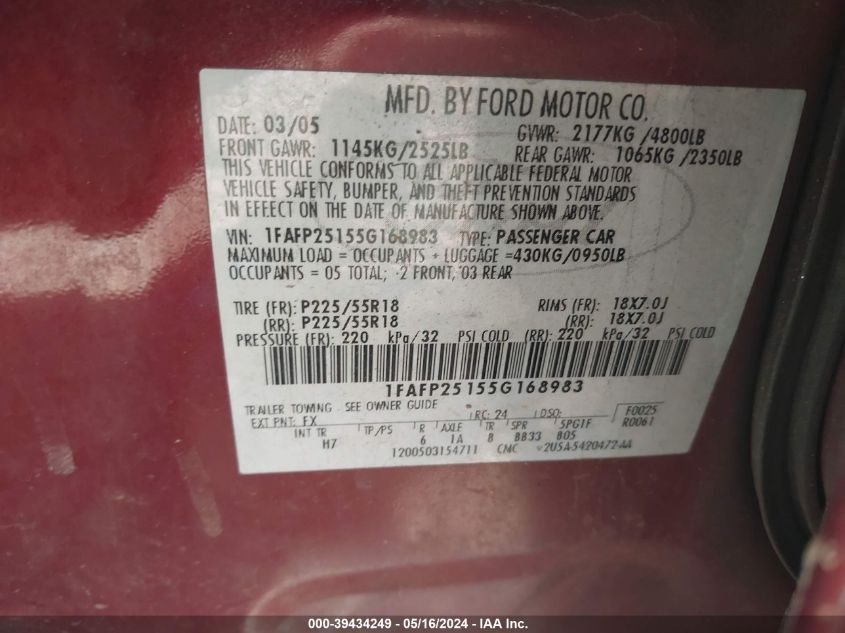 MFD. BY FORD MOTOR CO.
DATE: 03/05 GVWR: 2177KG /4800LB
FRONT GAWR: 1145KG/2525LB REAR GAWR: 1065KG /2350LB
THIS VEHICLE CONFORMS TO ALL APPLICABLE FEDERAL MOTOR
VEHICLE SAFETY, BUMPER, AND THEFT PREVENTION STANDARDS
IN EFFECT ON THE DATE OF MANUFACTURE SHOWN ABOVE.
VIN: 1FAFP25155G168983 TYPE: PASSENGER CAR
MAXIMUM LOAD = OCCUPANTS + LUGGAGE =430KG/0950LB
OCCUPANTS = 05 TOTAL; 2 FRONT, 03 REAR
TIRE (FR): P225/55R18 RIMS (FR): 18X7.0J
(RR): P225/55R18 (RR): 18X7.0J
PRESSURE (FR): 220 kPa/32 PSI COLD (RR): 220 kPa/32 PSI COLD
1FAFP25155G168983
TRAILER TOWING - SEE OWNER GUIDE
EXT PNT: FX RC: 24 DSO: F0025
INT TR TP/PS R AXLE TR SPR 5PG1F R0061
H7 6 1A 8 BB33 B05
1200503154711 CMC V2U5A-5420472-AA
000-39434249 - 05/16/2024 - IAA Inc.